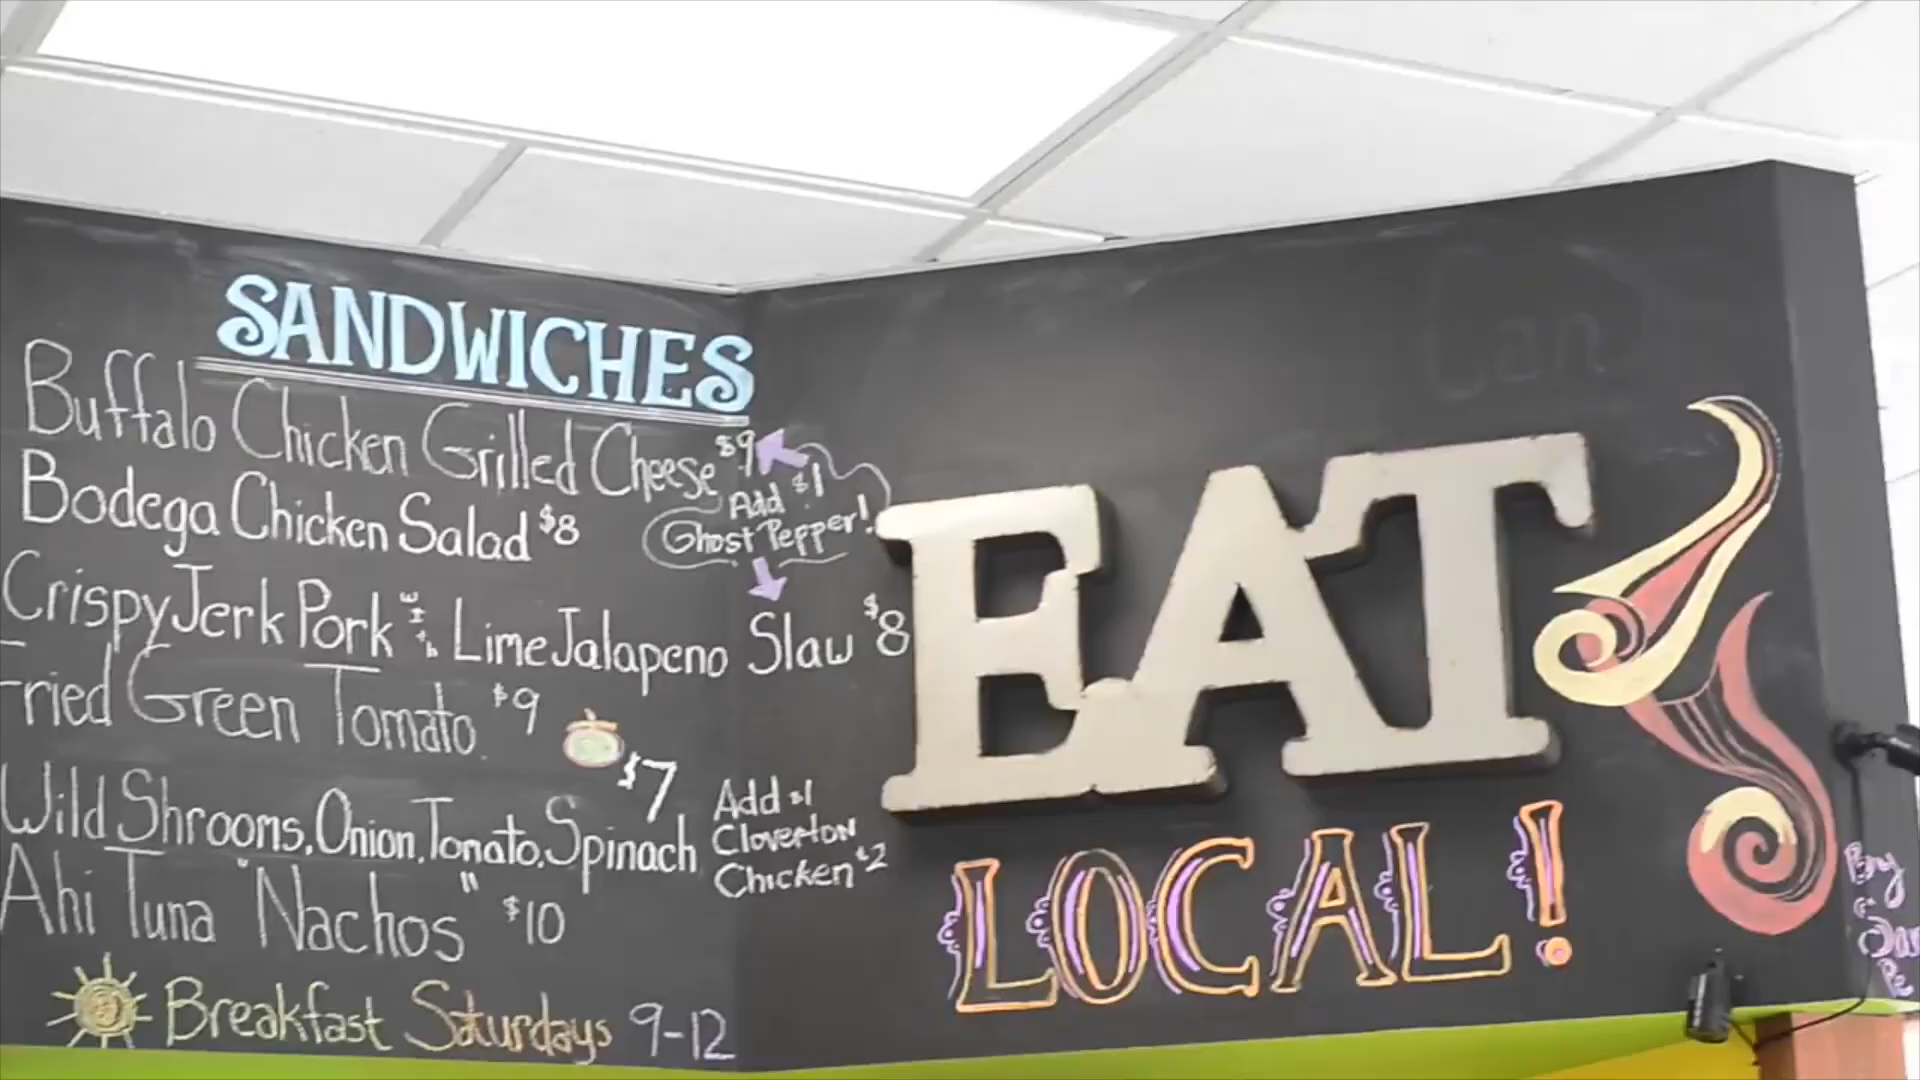 SANDWICHES
Buffalo Chicken Grilled Cheese $9
Add $1
Ghost Pepper!
Bodega Chicken Salad $8
Crispy Jerk Pork with Lime Jalapeno Slaw $8
Fried Green Tomato $9
Wild Shrooms, Onion, Tomato, Spinach $7
Add $1
Cloverton
Chicken $2
Ahi Tuna "Nachos" $10
Breakfast Saturdays 9-12
EAT
LOCAL!
By